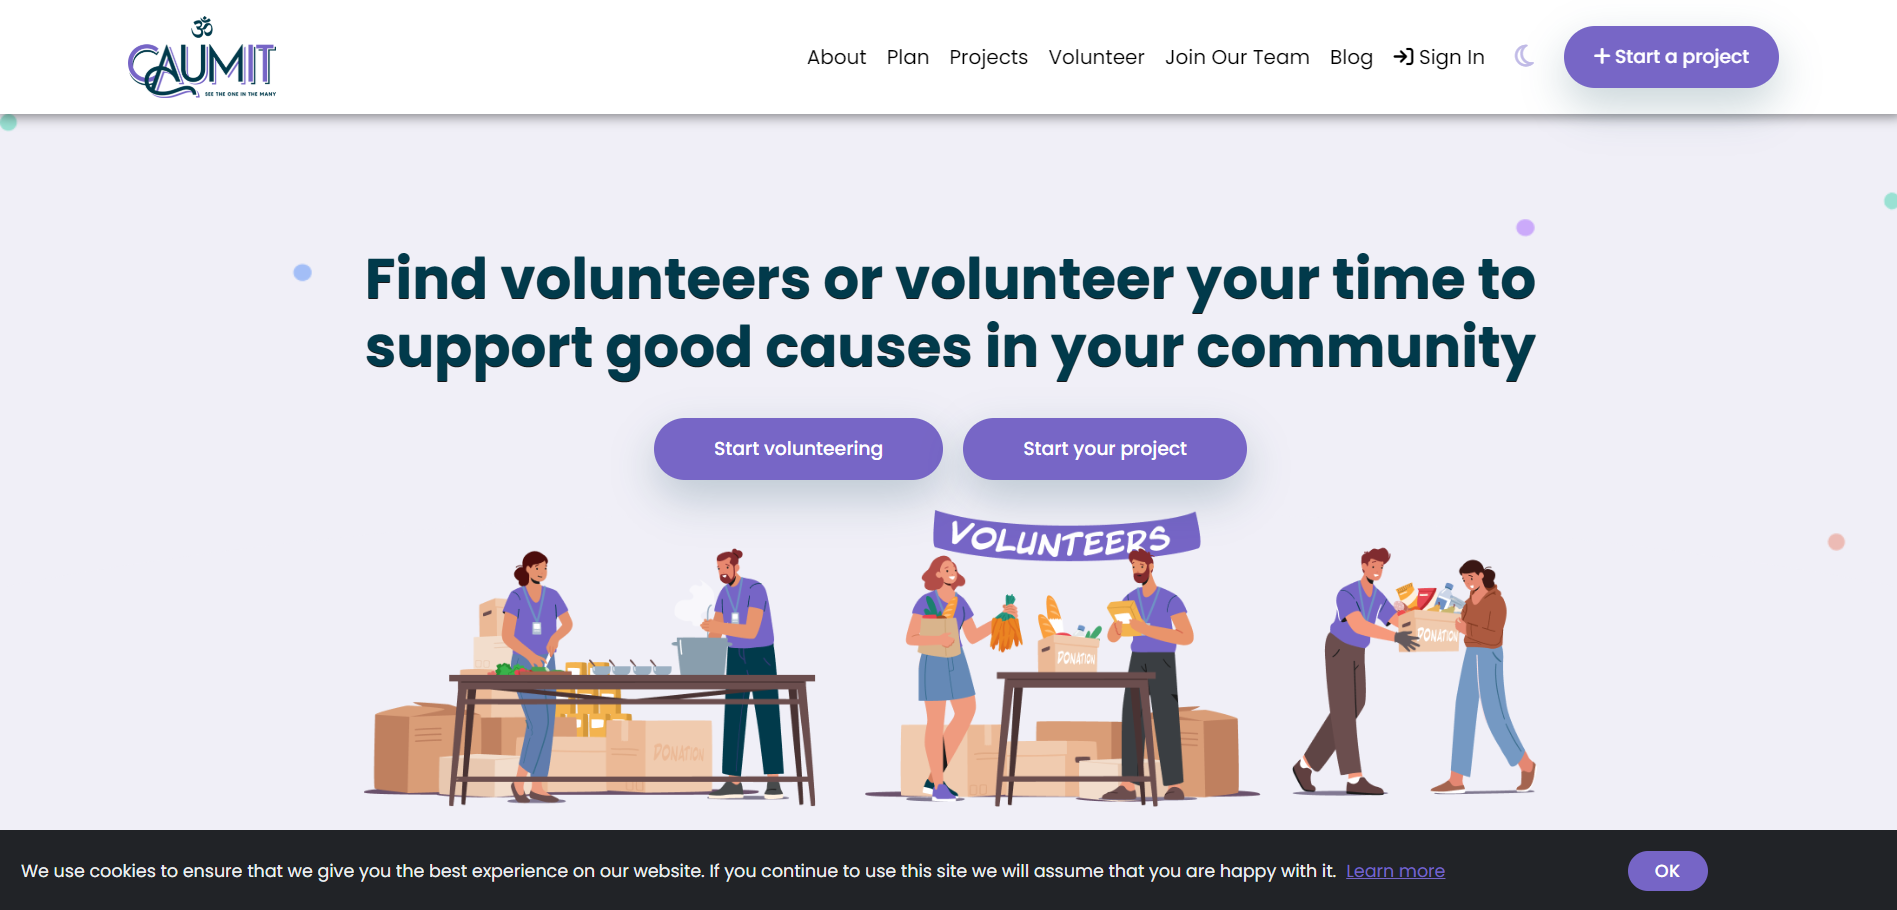 ॐ
CAUMIT
SEE THE ONE IN THE MANY
About Plan Projects Volunteer Join Our Team Blog Sign In + Start a project
Find volunteers or volunteer your time to
support good causes in your community
Start volunteering Start your project
VOLUNTEERS
DONATION
DONATION
DONATION
We use cookies to ensure that we give you the best experience on our website. If you continue to use this site we will assume that you are happy with it. Learn more OK